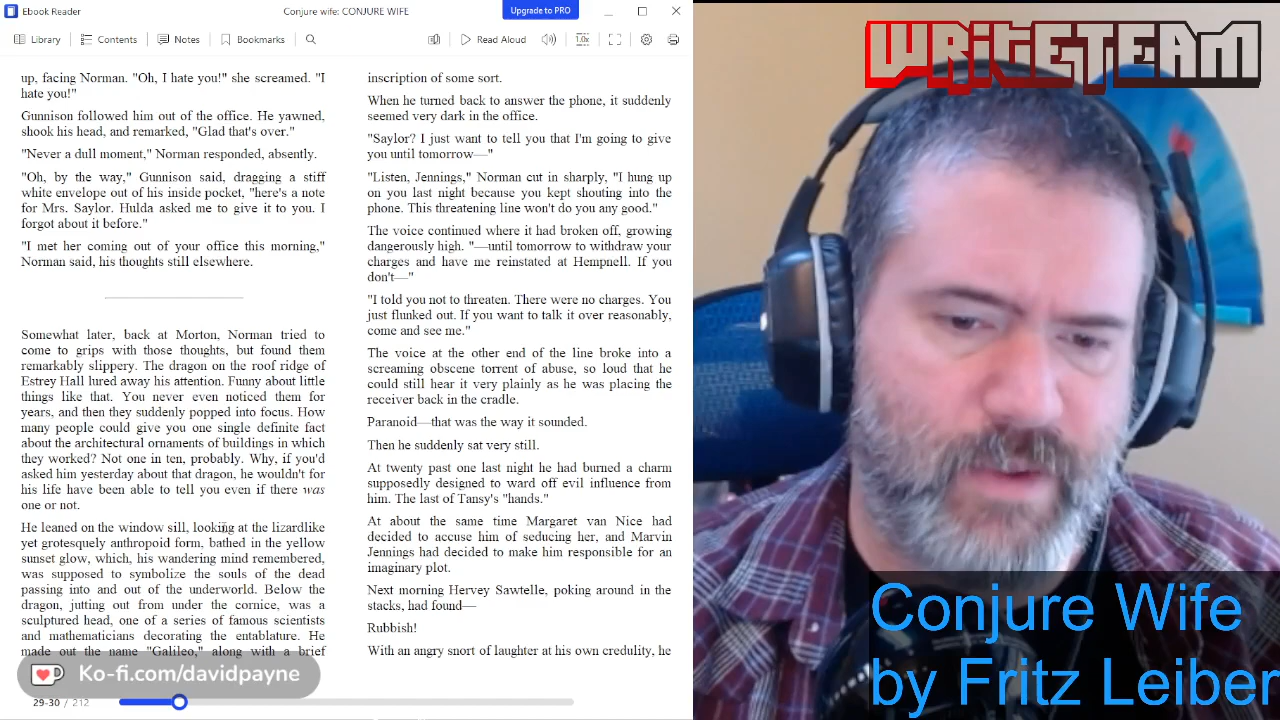 Ebook Reader
Conjure wife: CONJURE WIFE
Upgrade to PRO
Library
Contents
Notes
Bookmarks
Read Aloud
1.0x
up, facing Norman. "Oh, I hate you!" she screamed. "I
hate you!"
Gunnison followed him out of the office. He yawned,
shook his head, and remarked, "Glad that's over."
"Never a dull moment," Norman responded, absently.
"Oh, by the way," Gunnison said, dragging a stiff
white envelope out of his inside pocket, "here's a note
for Mrs. Saylor. Hulda asked me to give it to you. I
forgot about it before."
"I met her coming out of your office this morning,"
Norman said, his thoughts still elsewhere.
Somewhat later, back at Morton, Norman tried to
come to grips with those thoughts, but found them
remarkably slippery. The dragon on the roof ridge of
Estrey Hall lured away his attention. Funny about little
things like that. You never even noticed them for
years, and then they suddenly popped into focus. How
many people could give you one single definite fact
about the architectural ornaments of buildings in which
they worked? Not one in ten, probably. Why, if you'd
asked him yesterday about that dragon, he wouldn't for
his life have been able to tell you even if there was
one or not.
He leaned on the window sill, looking at the lizardlike
yet grotesquely anthropoid form, bathed in the yellow
sunset glow, which, his wandering mind remembered,
was supposed to symbolize the souls of the dead
passing into and out of the underworld. Below the
dragon, jutting out from under the cornice, was a
sculptured head, one of a series of famous scientists
and mathematicians decorating the entablature. He
made out the name "Galileo," along with a brief
inscription of some sort.
When he turned back to answer the phone, it suddenly
seemed very dark in the office.
"Saylor? I just want to tell you that I'm going to give
you until tomorrow—"
"Listen, Jennings," Norman cut in sharply, "I hung up
on you last night because you kept shouting into the
phone. This threatening line won't do you any good."
The voice continued where it had broken off, growing
dangerously high. "—until tomorrow to withdraw your
charges and have me reinstated at Hempnell. If you
don't—"
"I told you not to threaten. There were no charges. You
just flunked out. If you want to talk it over reasonably,
come and see me."
The voice at the other end of the line broke into a
screaming obscene torrent of abuse, so loud that he
could still hear it very plainly as he was placing the
receiver back in the cradle.
Paranoid—that was the way it sounded.
Then he suddenly sat very still.
At twenty past one last night he had burned a charm
supposedly designed to ward off evil influence from
him. The last of Tansy's "hands."
At about the same time Margaret van Nice had
decided to accuse him of seducing her, and Marvin
Jennings had decided to make him responsible for an
imaginary plot.
Next morning Hervey Sawtelle, poking around in the
stacks, had found—
Rubbish!
With an angry snort of laughter at his own credulity, he
Ko-fi.com/davidpayne
29-30 / 212
WRITETEAM
Conjure Wife
by Fritz Leiber